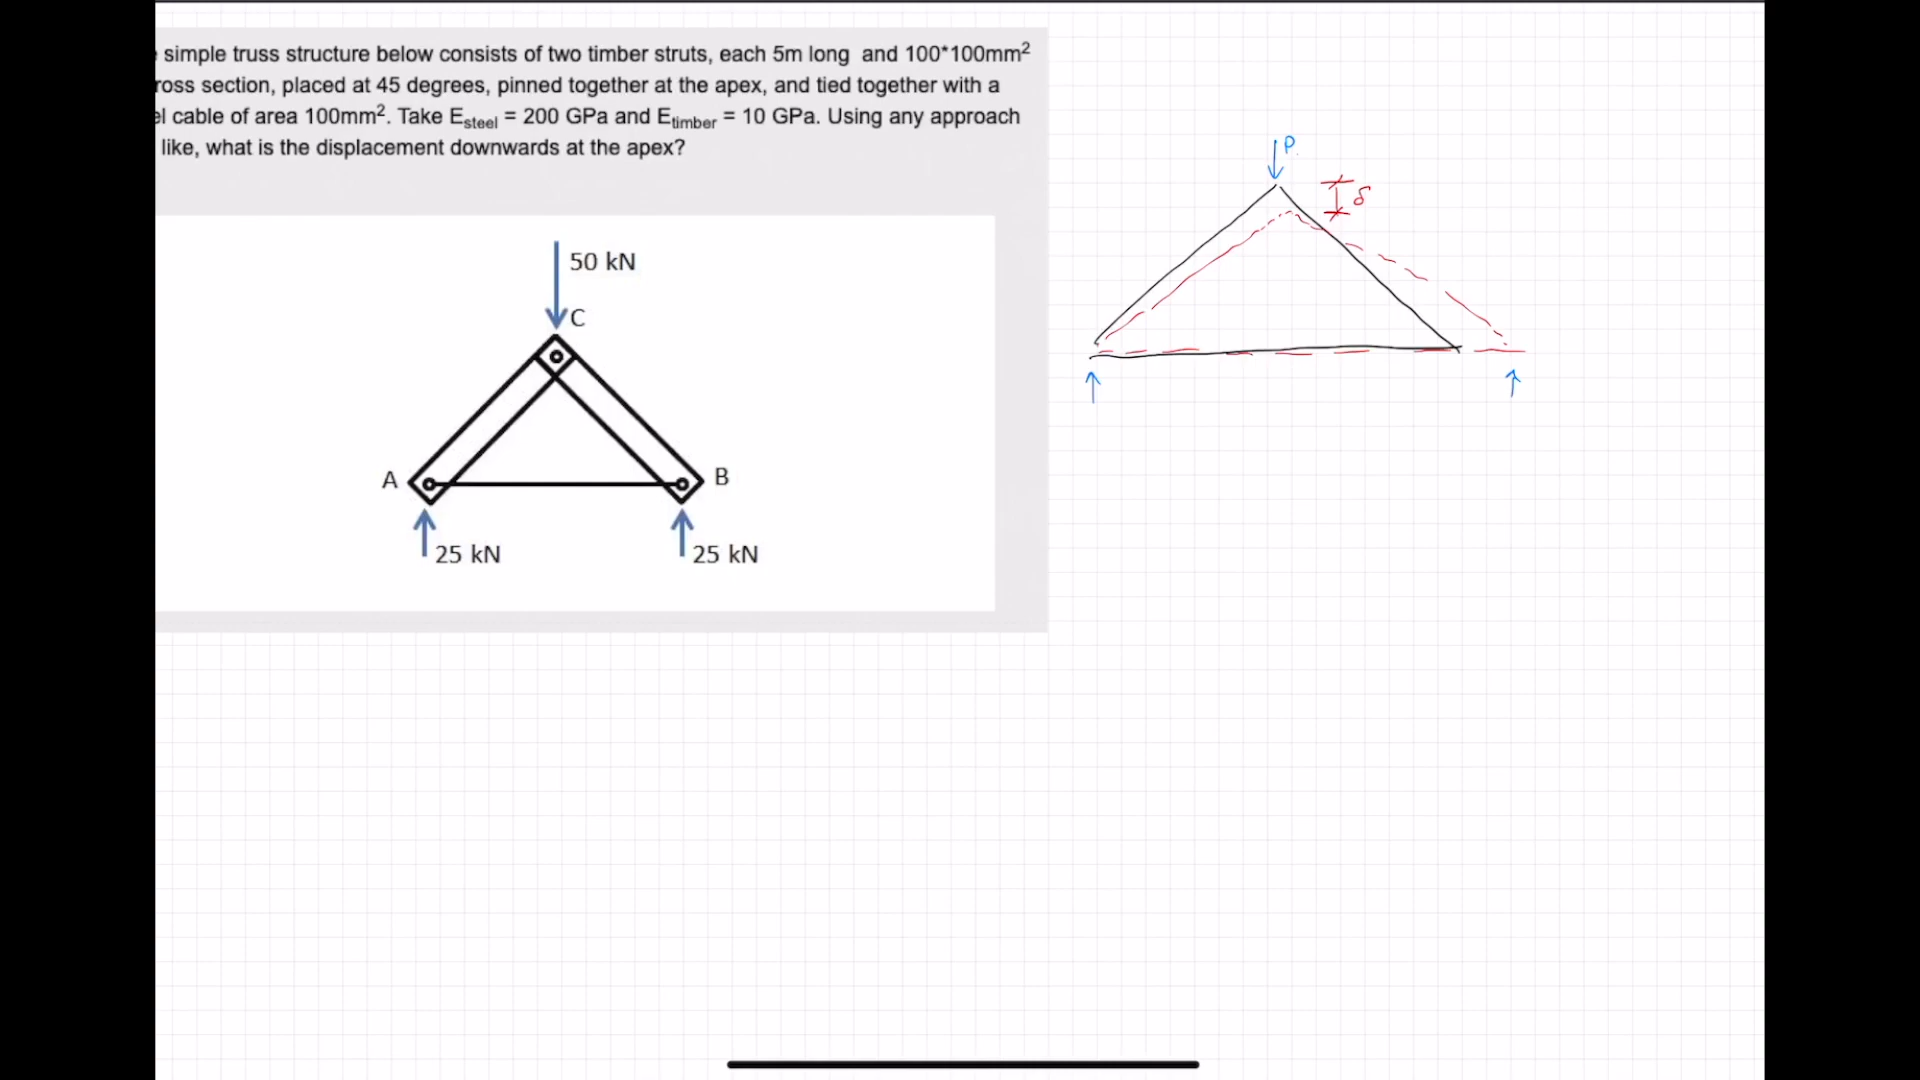 simple truss structure below consists of two timber struts, each 5m long and 100*100mm²
ross section, placed at 45 degrees, pinned together at the apex, and tied together with a
el cable of area 100mm². Take Esteel = 200 GPa and Etimber = 10 GPa. Using any approach
like, what is the displacement downwards at the apex?
P.
δ
50 kN
C
A
B
25 kN
25 kN